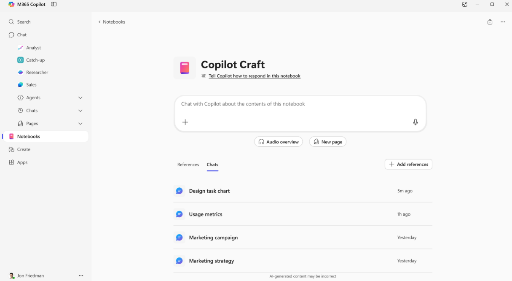 M365 Copilot
Search
Chat
Analyst
Catch-up
Researcher
Sales
Agents
Chats
Pages
Notebooks
Create
Apps
Jon Friedman
Notebooks
Copilot Craft
Tell Copilot how to respond in this notebook
Chat with Copilot about the contents of this notebook
Audio overview
New page
References
Chats
Add references
Design task chart
5m ago
Usage metrics
1h ago
Marketing campaign
Yesterday
Marketing strategy
Yesterday
AI-generated content may be incorrect